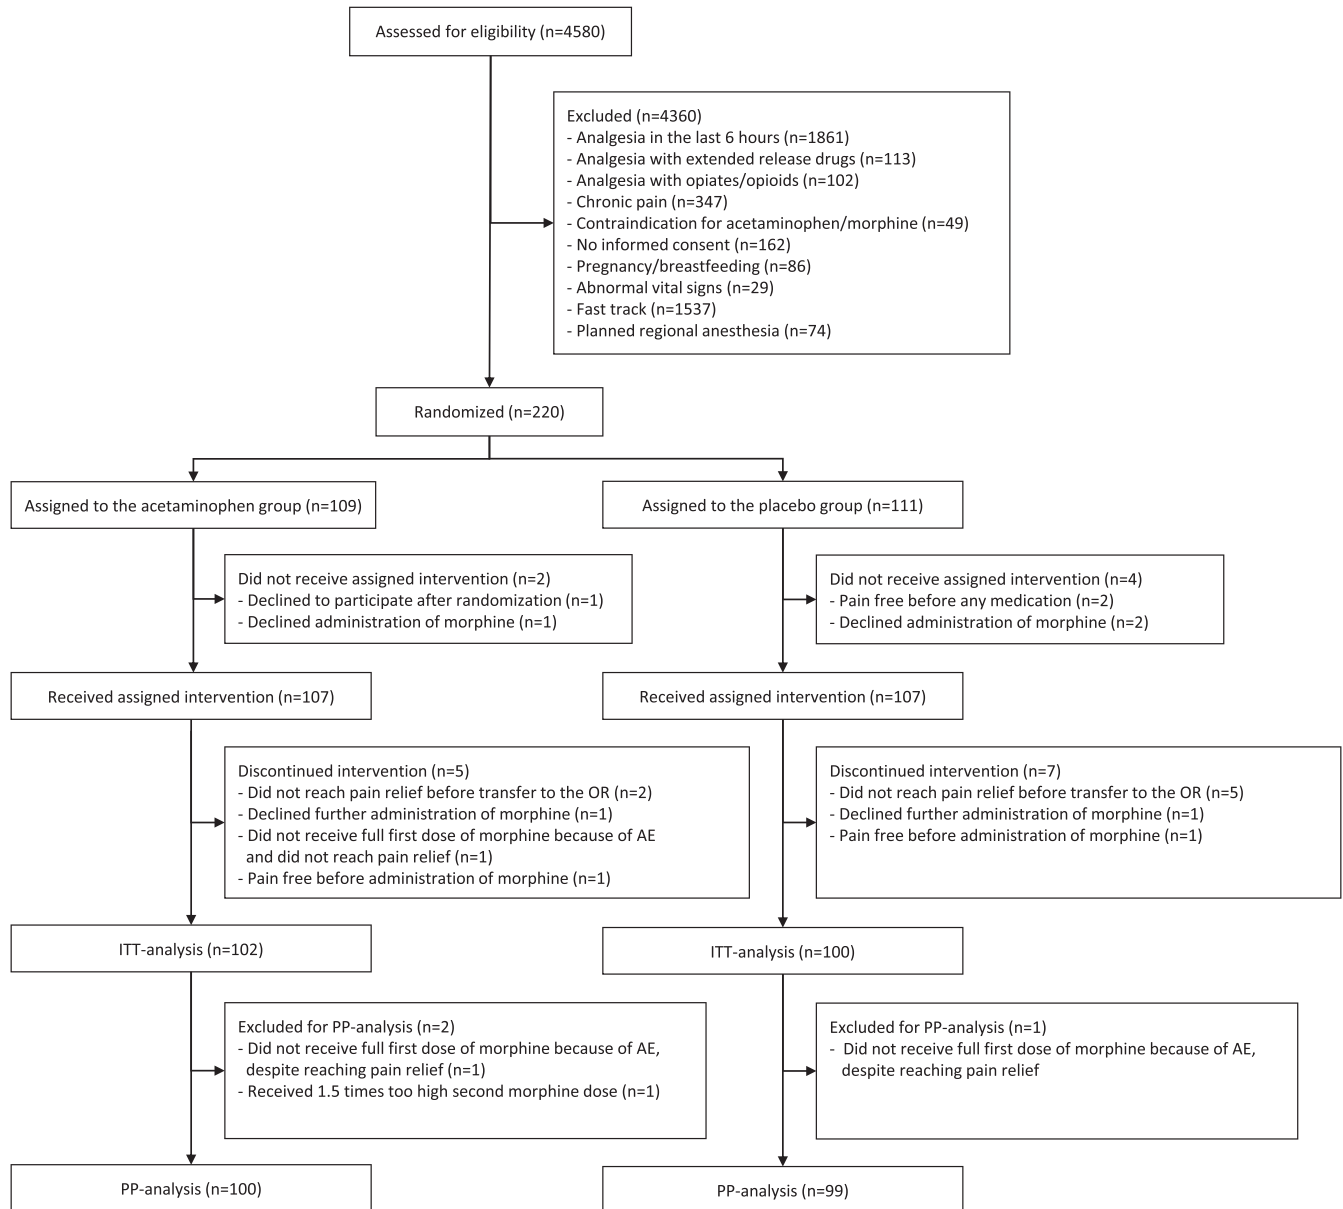 Assessed for eligibility (n=4580)
Excluded (n=4360)
- Analgesia in the last 6 hours (n=1861)
- Analgesia with extended release drugs (n=113)
- Analgesia with opiates/opioids (n=102)
- Chronic pain (n=347)
- Contraindication for acetaminophen/morphine (n=49)
- No informed consent (n=162)
- Pregnancy/breastfeeding (n=86)
- Abnormal vital signs (n=29)
- Fast track (n=1537)
- Planned regional anesthesia (n=74)
Randomized (n=220)
Assigned to the acetaminophen group (n=109)
Assigned to the placebo group (n=111)
Did not receive assigned intervention (n=2)
- Declined to participate after randomization (n=1)
- Declined administration of morphine (n=1)
Did not receive assigned intervention (n=4)
- Pain free before any medication (n=2)
- Declined administration of morphine (n=2)
Received assigned intervention (n=107)
Received assigned intervention (n=107)
Discontinued intervention (n=5)
- Did not reach pain relief before transfer to the OR (n=2)
- Declined further administration of morphine (n=1)
- Did not receive full first dose of morphine because of AE
and did not reach pain relief (n=1)
- Pain free before administration of morphine (n=1)
Discontinued intervention (n=7)
- Did not reach pain relief before transfer to the OR (n=5)
- Declined further administration of morphine (n=1)
- Pain free before administration of morphine (n=1)
ITT-analysis (n=102)
ITT-analysis (n=100)
Excluded for PP-analysis (n=2)
- Did not receive full first dose of morphine because of AE,
despite reaching pain relief (n=1)
- Received 1.5 times too high second morphine dose (n=1)
Excluded for PP-analysis (n=1)
- Did not receive full first dose of morphine because of AE,
despite reaching pain relief
PP-analysis (n=100)
PP-analysis (n=99)